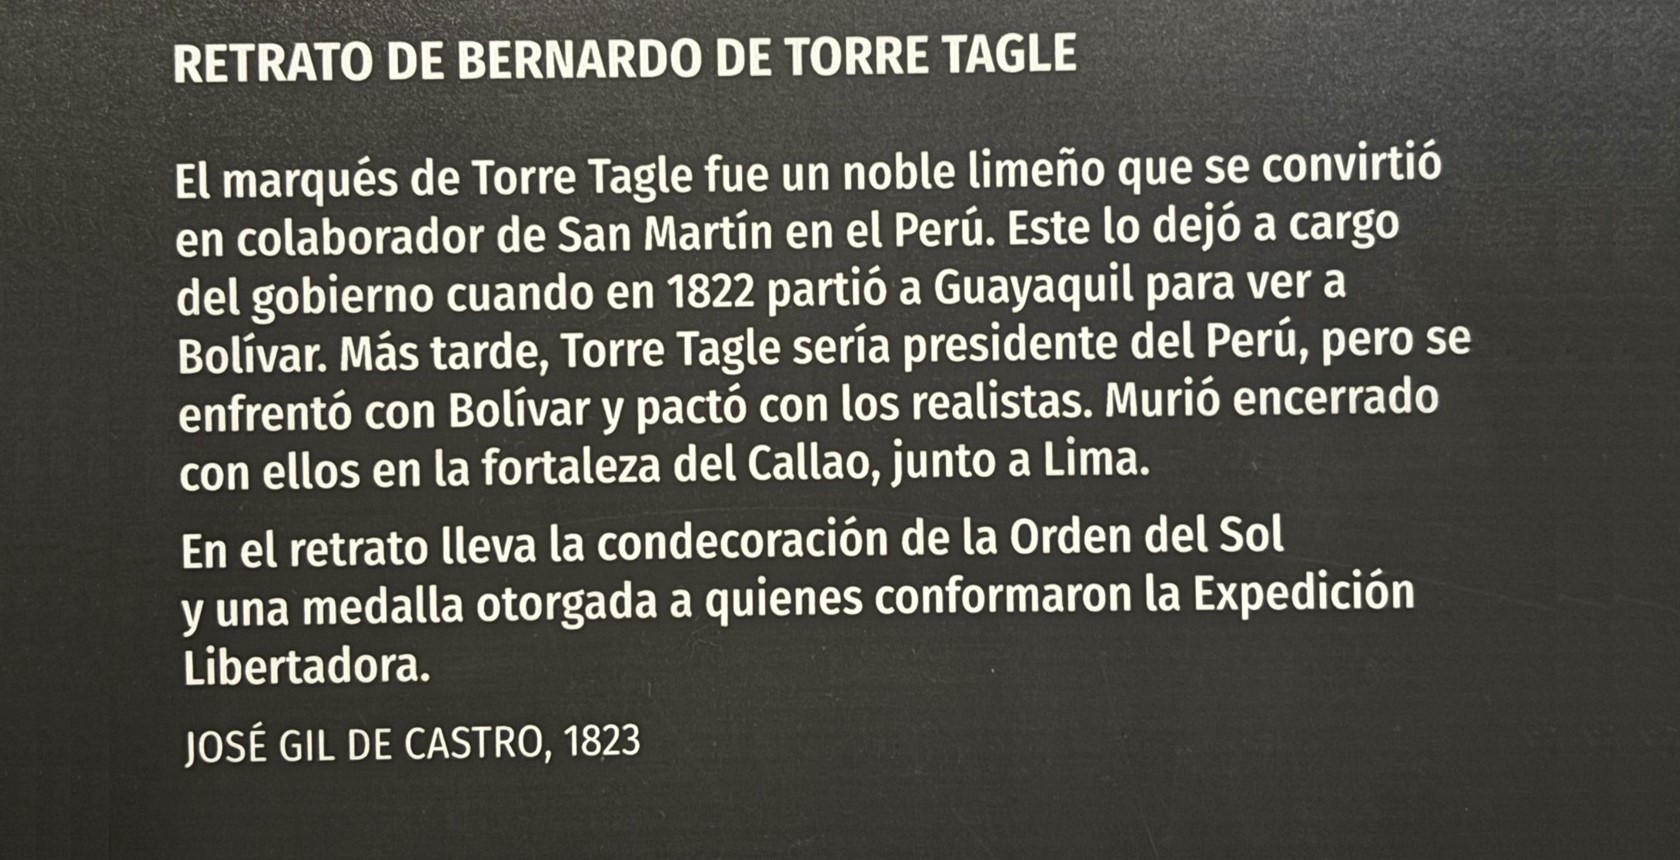 RETRATO DE BERNARDO DE TORRE TAGLE
El marqués de Torre Tagle fue un noble limeño que se convirtió
en colaborador de San Martín en el Perú. Este lo dejó a cargo
del gobierno cuando en 1822 partió a Guayaquil para ver a
Bolívar. Más tarde, Torre Tagle sería presidente del Perú, pero se
enfrentó con Bolívar y pactó con los realistas. Murió encerrado
con ellos en la fortaleza del Callao, junto a Lima.
En el retrato lleva la condecoración de la Orden del Sol
y una medalla otorgada a quienes conformaron la Expedición
Libertadora.
JOSÉ GIL DE CASTRO, 1823